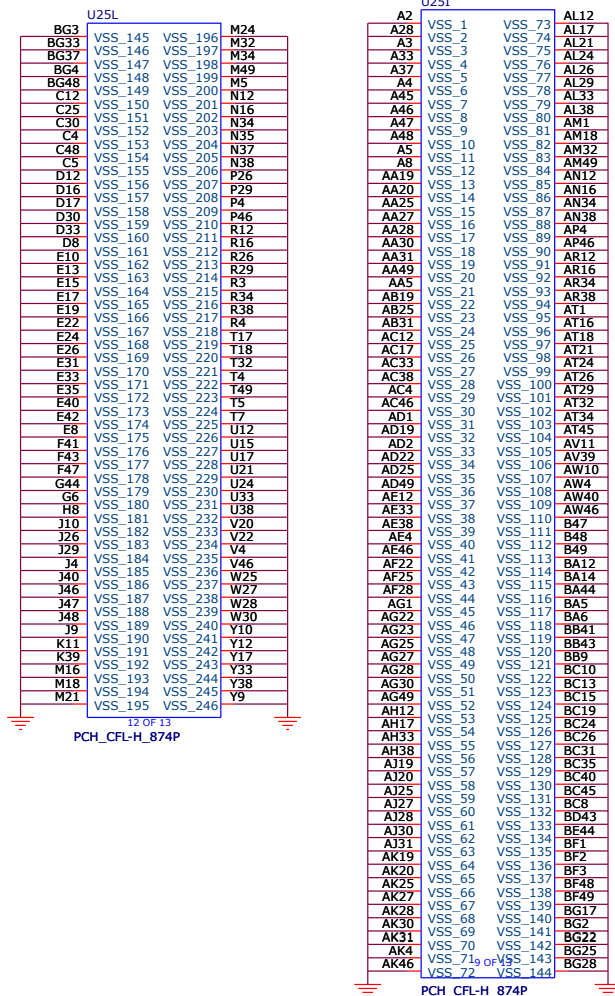 U25L
BG3 VSS_145 VSS_196 M24
BG33 VSS_146 VSS_197 M32
BG37 VSS_147 VSS_198 M34
BG4 VSS_148 VSS_199 M49
BG48 VSS_149 VSS_200 M5
C12 VSS_150 VSS_201 N12
C25 VSS_151 VSS_202 N16
C30 VSS_152 VSS_203 N34
C4 VSS_153 VSS_204 N35
C48 VSS_154 VSS_205 N37
C5 VSS_155 VSS_206 N38
D12 VSS_156 VSS_207 P26
D16 VSS_157 VSS_208 P29
D17 VSS_158 VSS_209 P4
D30 VSS_159 VSS_210 P46
D33 VSS_160 VSS_211 R12
D8 VSS_161 VSS_212 R16
E10 VSS_162 VSS_213 R26
E13 VSS_163 VSS_214 R29
E15 VSS_164 VSS_215 R3
E17 VSS_165 VSS_216 R34
E19 VSS_166 VSS_217 R38
E22 VSS_167 VSS_218 R4
E24 VSS_168 VSS_219 T17
E26 VSS_169 VSS_220 T18
E31 VSS_170 VSS_221 T32
E33 VSS_171 VSS_222 T4
E35 VSS_172 VSS_223 T49
E40 VSS_173 VSS_224 T5
E42 VSS_174 VSS_225 T7
E8 VSS_175 VSS_226 U12
F41 VSS_176 VSS_227 U15
F43 VSS_177 VSS_228 U17
F47 VSS_178 VSS_229 U21
G44 VSS_179 VSS_230 U24
G6 VSS_180 VSS_231 U33
H8 VSS_181 VSS_232 U38
J10 VSS_182 VSS_233 V20
J26 VSS_183 VSS_234 V22
J29 VSS_184 VSS_235 V4
J4 VSS_185 VSS_236 V46
J40 VSS_186 VSS_237 W25
J46 VSS_187 VSS_238 W27
J47 VSS_188 VSS_239 W28
J48 VSS_189 VSS_240 W30
J9 VSS_190 VSS_241 Y10
K11 VSS_191 VSS_242 Y12
K39 VSS_192 VSS_243 Y17
M16 VSS_193 VSS_244 Y33
M18 VSS_194 VSS_245 Y38
M21 VSS_195 VSS_246 Y9
12 OF 13
PCH_CFL-H_874P
U25I
A2 VSS_1 VSS_73 AL12
A28 VSS_2 VSS_74 AL17
A3 VSS_3 VSS_75 AL21
A33 VSS_4 VSS_76 AL24
A37 VSS_5 VSS_77 AL26
A4 VSS_6 VSS_78 AL29
A45 VSS_7 VSS_79 AL33
A46 VSS_8 VSS_80 AL38
A47 VSS_9 VSS_81 AM1
A48 VSS_10 VSS_82 AM18
A5 VSS_11 VSS_83 AM32
A8 VSS_12 VSS_84 AM49
AA19 VSS_13 VSS_85 AN12
AA20 VSS_14 VSS_86 AN16
AA25 VSS_15 VSS_87 AN34
AA27 VSS_16 VSS_88 AN38
AA28 VSS_17 VSS_89 AP4
AA30 VSS_18 VSS_90 AP46
AA31 VSS_19 VSS_91 AR12
AA49 VSS_20 VSS_92 AR16
AA5 VSS_21 VSS_93 AR34
AB19 VSS_22 VSS_94 AR38
AB25 VSS_23 VSS_95 AT1
AB31 VSS_24 VSS_96 AT16
AC12 VSS_25 VSS_97 AT18
AC17 VSS_26 VSS_98 AT21
AC33 VSS_27 VSS_99 AT24
AC38 VSS_28 VSS_100 AT26
AC4 VSS_29 VSS_101 AT29
AC46 VSS_30 VSS_102 AT32
AD1 VSS_31 VSS_103 AT34
AD19 VSS_32 VSS_104 AT45
AD2 VSS_33 VSS_105 AV11
AD22 VSS_34 VSS_106 AV39
AD25 VSS_35 VSS_107 AW10
AD49 VSS_36 VSS_108 AW4
AE12 VSS_37 VSS_109 AW40
AE33 VSS_38 VSS_110 AW46
AE38 VSS_39 VSS_111 B47
AE4 VSS_40 VSS_112 B48
AE46 VSS_41 VSS_113 B49
AF22 VSS_42 VSS_114 BA12
AF25 VSS_43 VSS_115 BA14
AF28 VSS_44 VSS_116 BA44
AG1 VSS_45 VSS_117 BA5
AG22 VSS_46 VSS_118 BA6
AG23 VSS_47 VSS_119 BB41
AG25 VSS_48 VSS_120 BB43
AG27 VSS_49 VSS_121 BB9
AG28 VSS_50 VSS_122 BC10
AG30 VSS_51 VSS_123 BC13
AG49 VSS_52 VSS_124 BC15
AH12 VSS_53 VSS_125 BC19
AH17 VSS_54 VSS_126 BC24
AH33 VSS_55 VSS_127 BC26
AH38 VSS_56 VSS_128 BC31
AJ19 VSS_57 VSS_129 BC35
AJ20 VSS_58 VSS_130 BC40
AJ25 VSS_59 VSS_131 BC45
AJ27 VSS_60 VSS_132 BC8
AJ28 VSS_61 VSS_133 BD43
AJ30 VSS_62 VSS_134 BE44
AJ31 VSS_63 VSS_135 BF1
AK19 VSS_64 VSS_136 BF2
AK20 VSS_65 VSS_137 BF3
AK25 VSS_66 VSS_138 BF48
AK27 VSS_67 VSS_139 BF49
AK28 VSS_68 VSS_140 BG17
AK30 VSS_69 VSS_141 BG2
AK31 VSS_70 VSS_142 BG22
AK4 VSS_71 VSS_143 BG25
AK46 VSS_72 VSS_144 BG28
9 OF 13
PCH_CFL-H_874P